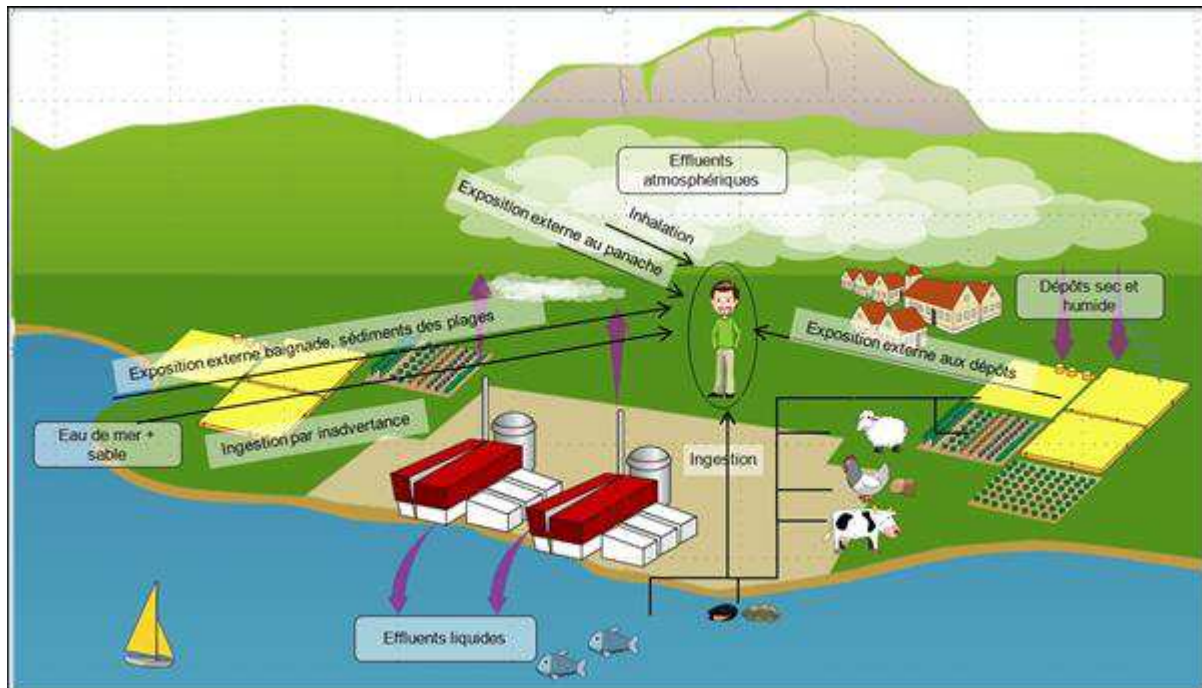 Effluents
atmosphériques
Inhalation
Exposition externe au panache
Dépôts sec et
humide
Exposition externe baignade, sédiments des plages
Exposition externe aux dépôts
Eau de mer +
sable
Ingestion par inadvertance
Ingestion
Effluents liquides